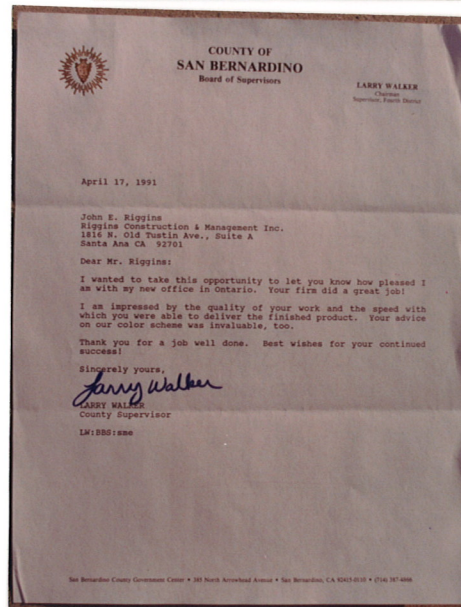 COUNTY OF
SAN BERNARDINO
Board of Supervisors
LARRY WALKER
Chairman
Supervisor, Fourth District
April 17, 1991
John E. Riggins
Riggins Construction & Management Inc.
1816 N. Old Tustin Ave., Suite A
Santa Ana CA 92701
Dear Mr. Riggins:
I wanted to take this opportunity to let you know how pleased I
am with my new office in Ontario. Your firm did a great job!
I am impressed by the quality of your work and the speed with
which you were able to deliver the finished product. Your advice
on our color scheme was invaluable, too.
Thank you for a job well done. Best wishes for your continued
success!
Sincerely yours,
Larry Walker
LARRY WALKER
County Supervisor
LW:BBS:sme
San Bernardino County Government Center • 385 North Arrowhead Avenue • San Bernardino, CA 92415-0110 • (714) 387-4866